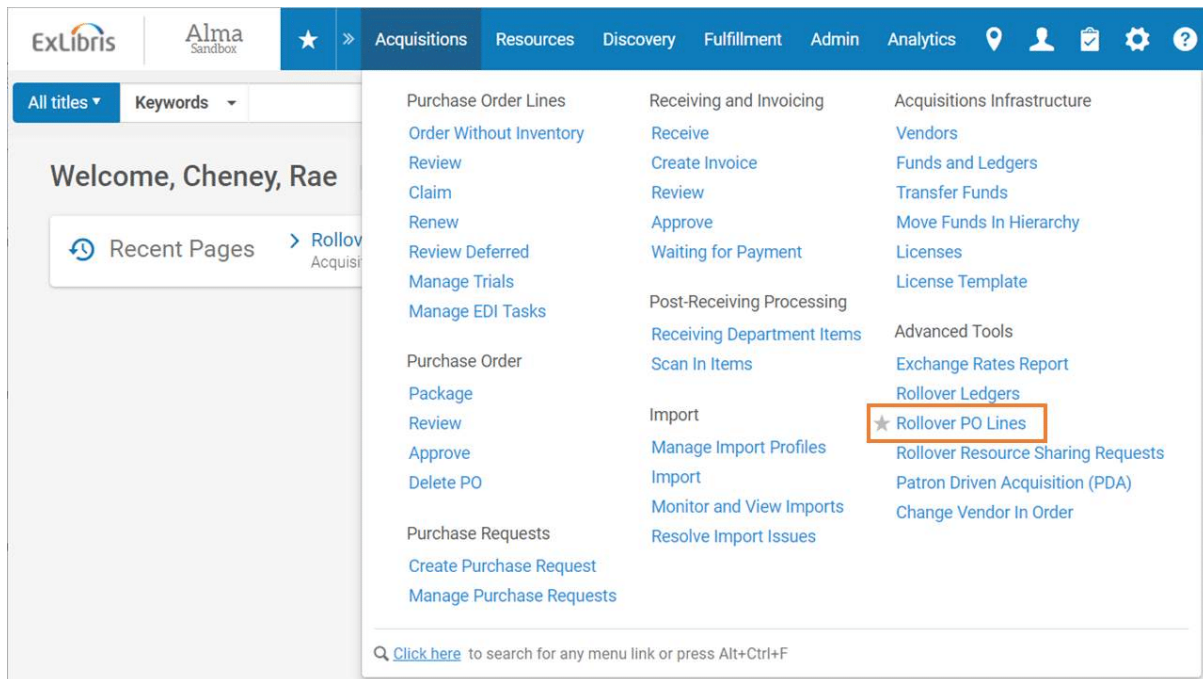 ExLibris
Alma
Sandbox
Acquisitions Resources Discovery Fulfillment Admin Analytics
All titles Keywords
Welcome, Cheney, Rae
Recent Pages
Rollov
Acquisi
Purchase Order Lines
Order Without Inventory
Review
Claim
Renew
Review Deferred
Manage Trials
Manage EDI Tasks
Purchase Order
Package
Review
Approve
Delete PO
Purchase Requests
Create Purchase Request
Manage Purchase Requests
Receiving and Invoicing
Receive
Create Invoice
Review
Approve
Waiting for Payment
Post-Receiving Processing
Receiving Department Items
Scan In Items
Import
Manage Import Profiles
Import
Monitor and View Imports
Resolve Import Issues
Acquisitions Infrastructure
Vendors
Funds and Ledgers
Transfer Funds
Move Funds In Hierarchy
Licenses
License Template
Advanced Tools
Exchange Rates Report
Rollover Ledgers
Rollover PO Lines
Rollover Resource Sharing Requests
Patron Driven Acquisition (PDA)
Change Vendor In Order
Click here to search for any menu link or press Alt+Ctrl+F